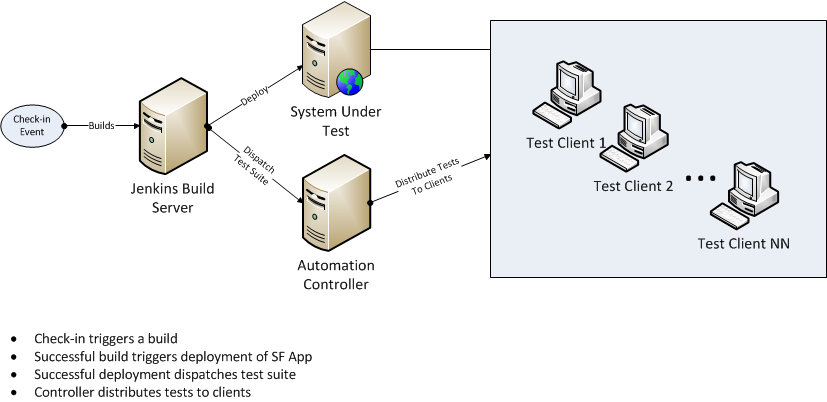 Check-in
Event
Builds
Jenkins Build
Server
Deploy
System Under
Test
Dispatch
Test Suite
Automation
Controller
Distribute Tests
To Clients
Test Client 1
Test Client 2
...
Test Client NN
• Check-in triggers a build
• Successful build triggers deployment of SF App
• Successful deployment dispatches test suite
• Controller distributes tests to clients